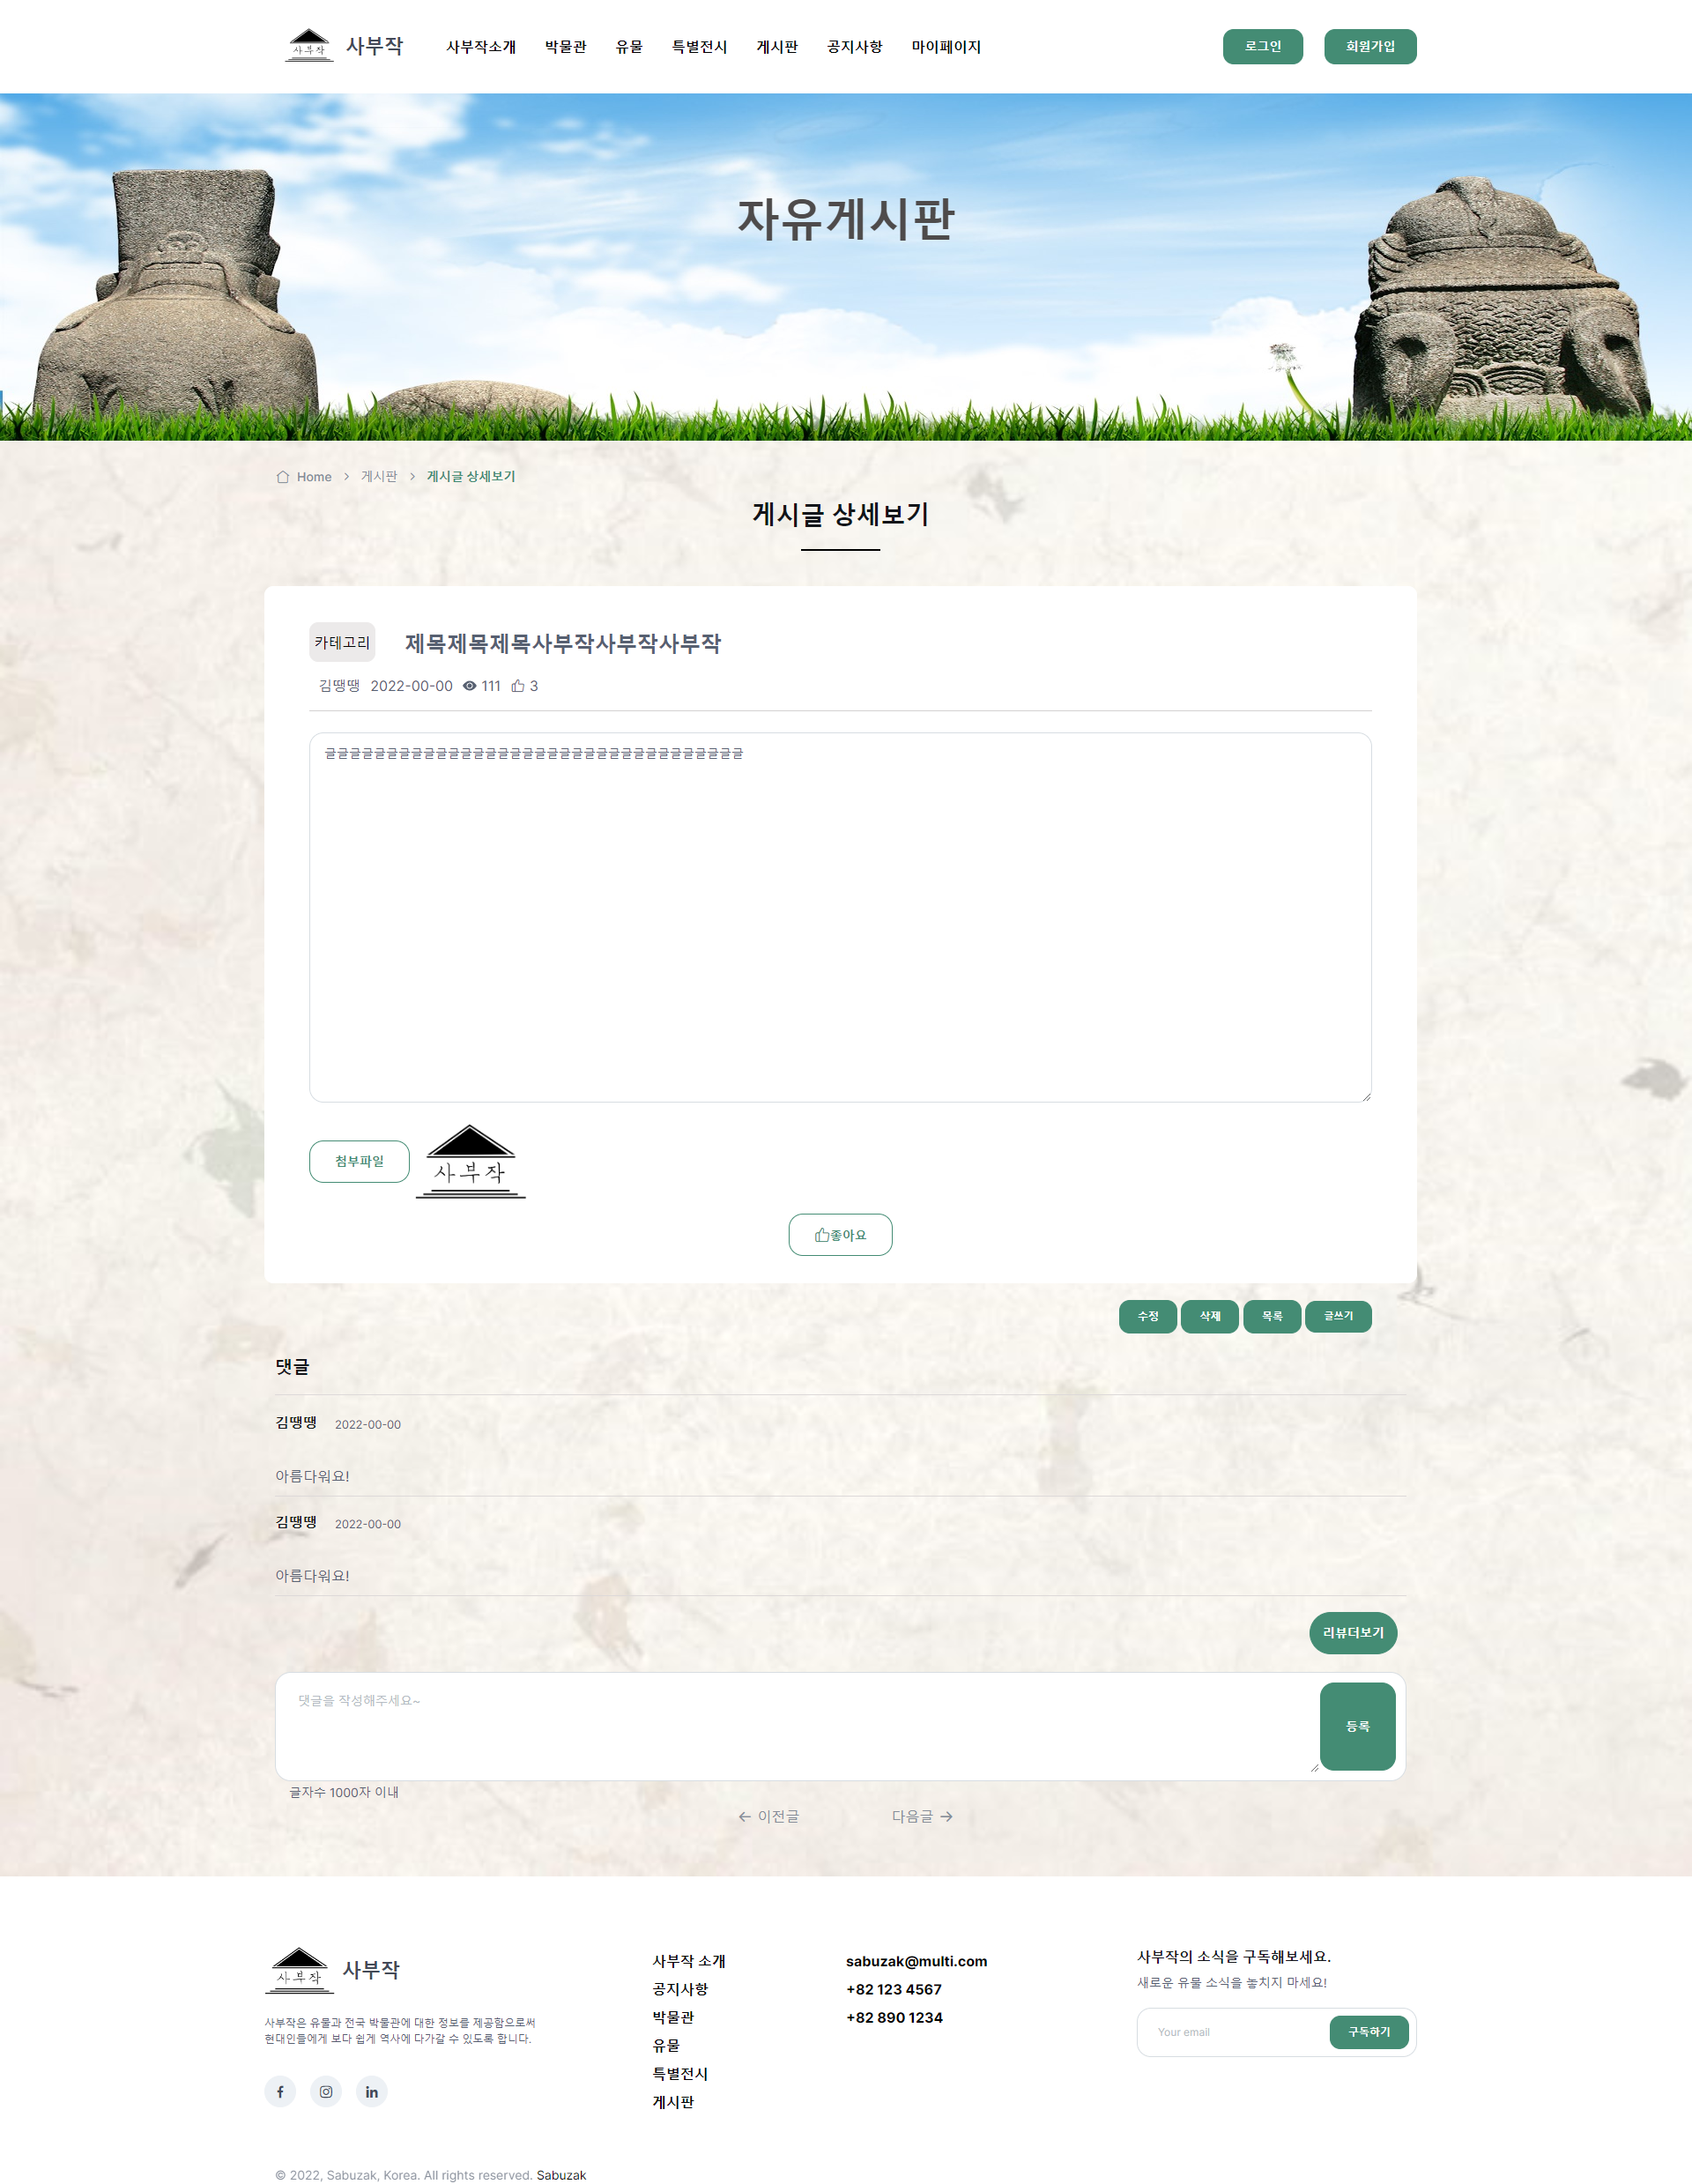 사부작 사부작 사부작소개 박물관 유물 특별전시 게시판 공지사항 마이페이지 로그인 회원가입
자유게시판
Home > 게시판 > 게시글 상세보기
게시글 상세보기
카테고리 제목제목제목사부작사부작사부작
김땡땡 2022-00-00 111 3
글글글글글글글글글글글글글글글글글글글글글글글글글글글글글글글글글글
첨부파일 사부작
좋아요
수정 삭제 목록 글쓰기
댓글
김땡땡 2022-00-00
아름다워요!
김땡땡 2022-00-00
아름다워요!
리뷰더보기
댓글을 작성해주세요~
등록
글자수 1000자 이내
← 이전글 다음글 →
사부작 사부작
사부작은 유물과 전국 박물관에 대한 정보를 제공함으로써
현대인들에게 보다 쉽게 역사에 다가갈 수 있도록 합니다.
사부작 소개
공지사항
박물관
유물
특별전시
게시판
sabuzak@multi.com
+82 123 4567
+82 890 1234
사부작의 소식을 구독해보세요.
새로운 유물 소식을 놓치지 마세요!
Your email 구독하기
© 2022, Sabuzak, Korea. All rights reserved. Sabuzak